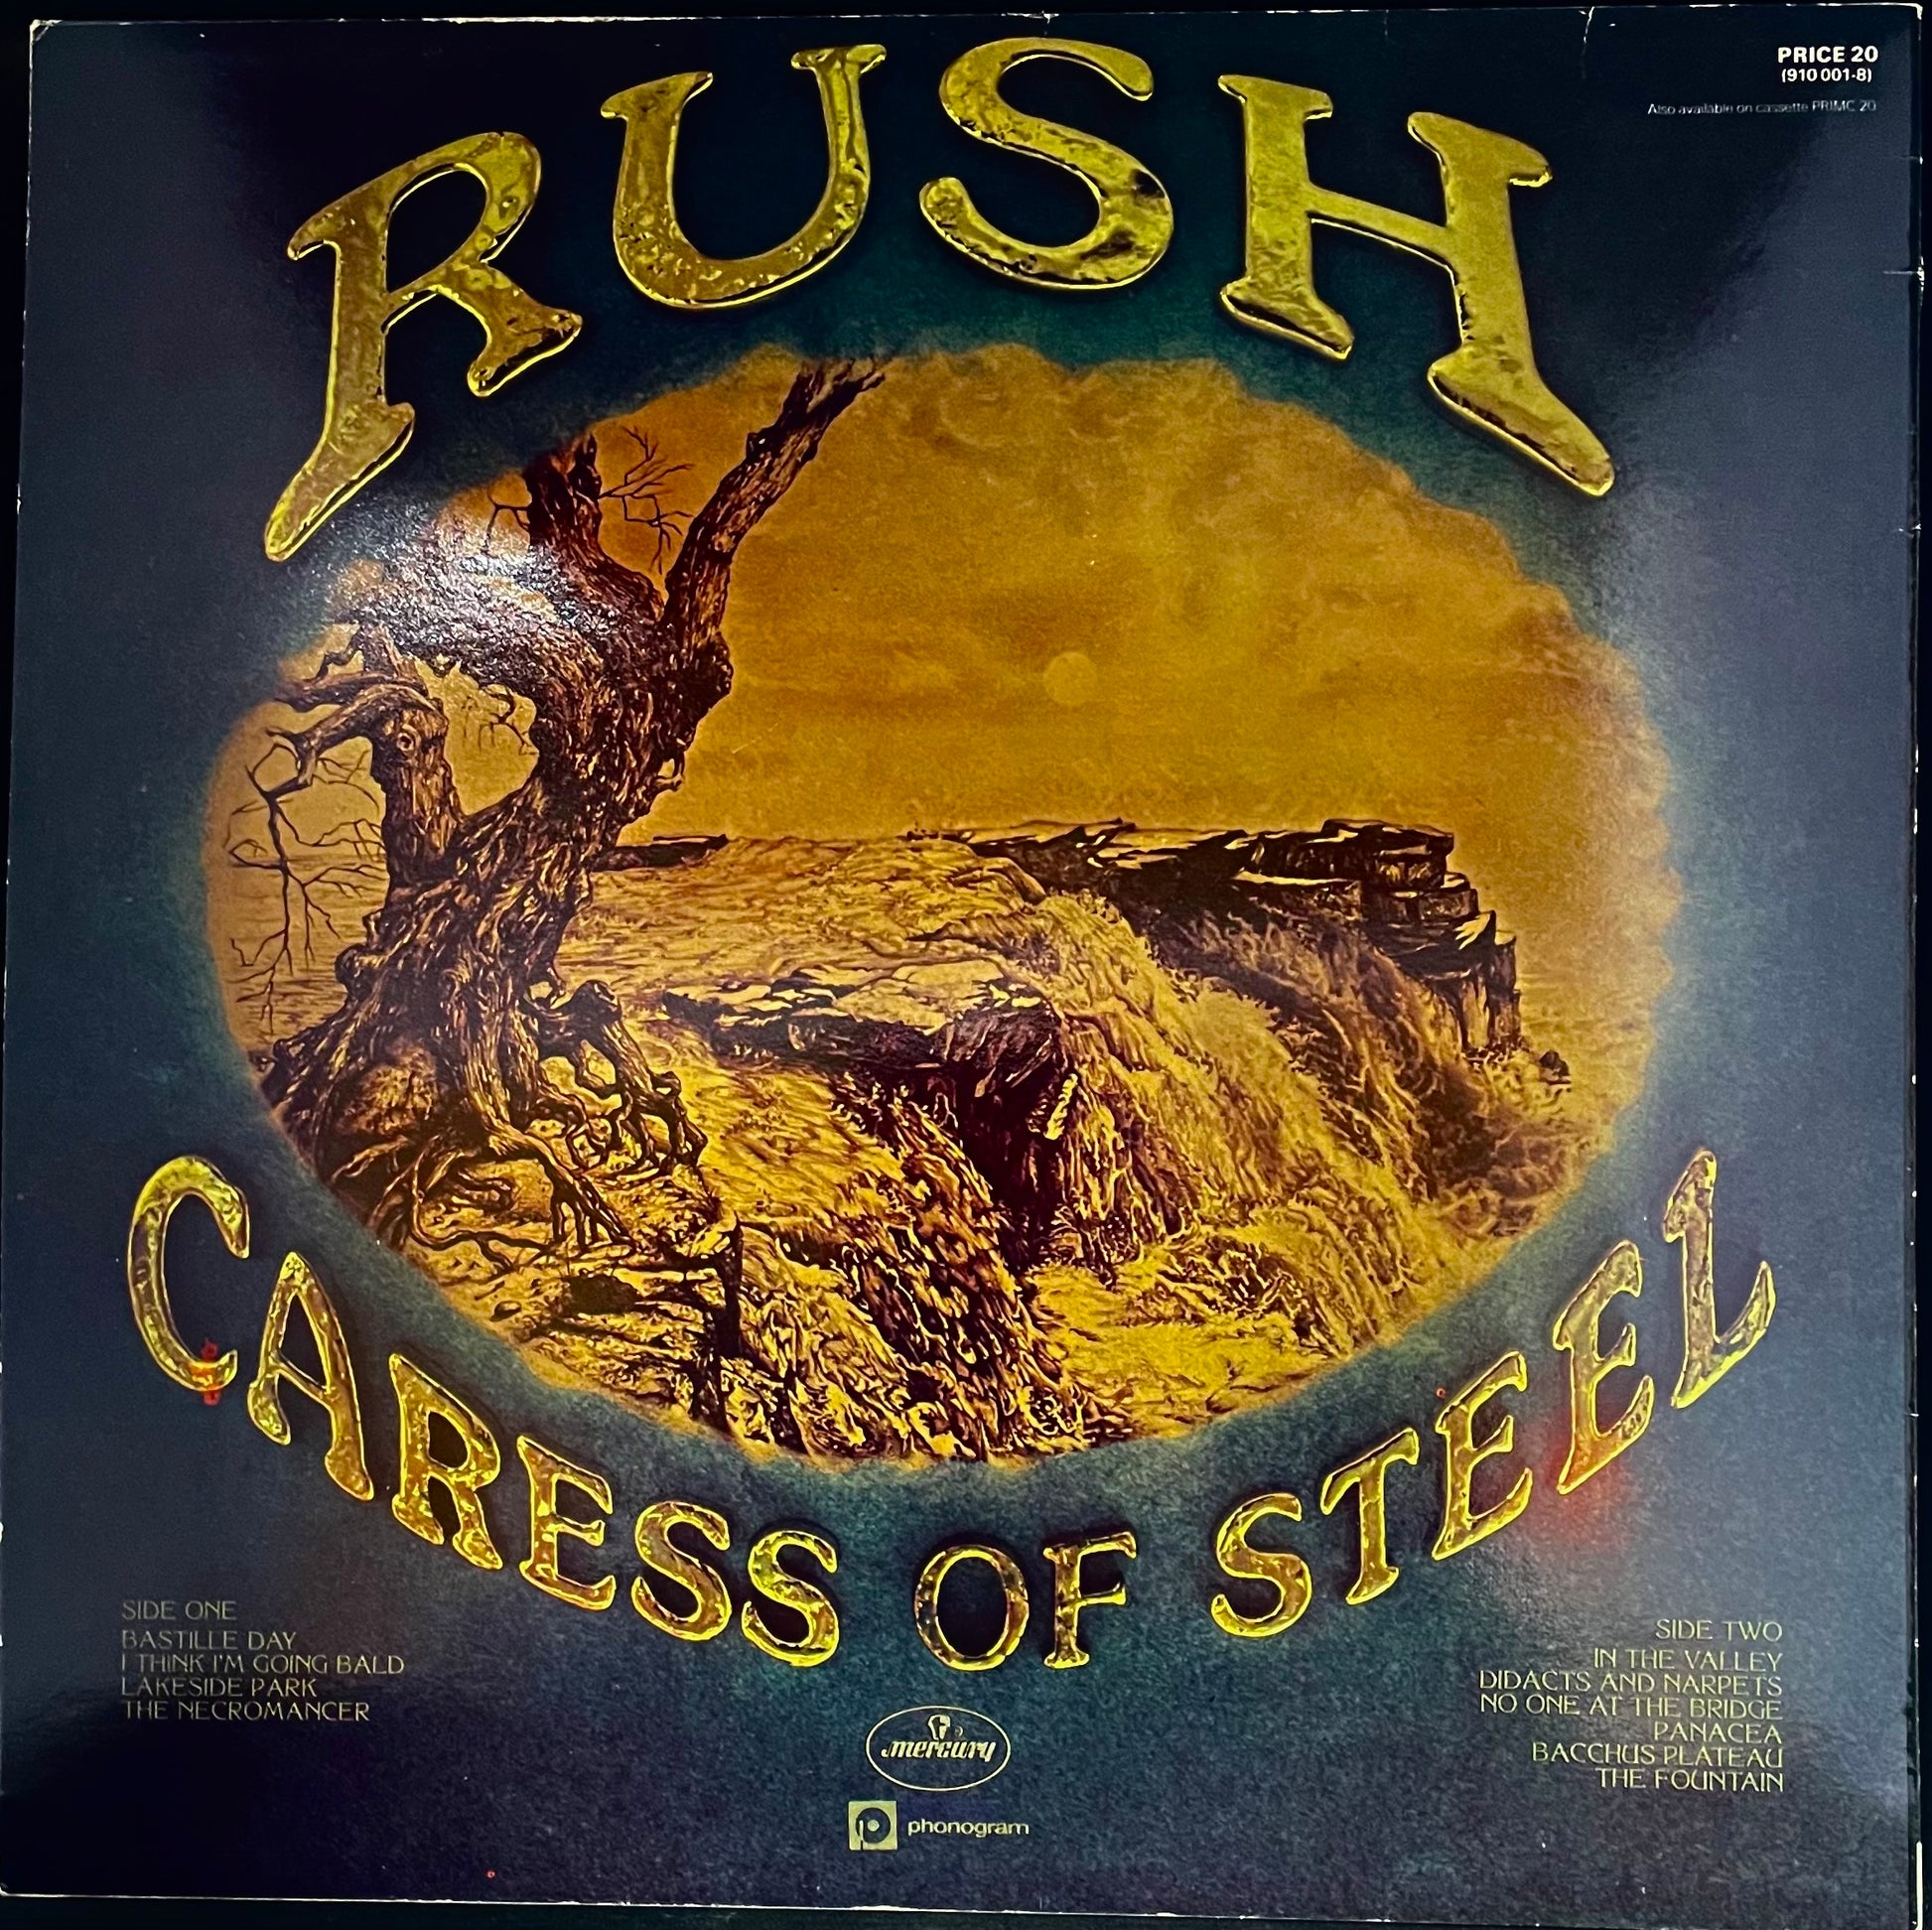 PRICE 20
(910 001-8)
Also available on cassette PRIMC 20
RUSH
CARESS OF STEEL
SIDE ONE
BASTILLE DAY
I THINK I'M GOING BALD
LAKESIDE PARK
THE NECROMANCER
SIDE TWO
IN THE VALLEY
DIDACTS AND NARPETS
NO ONE AT THE BRIDGE
PANACEA
BACCHUS PLATEAU
THE FOUNTAIN
mercury
phonogram